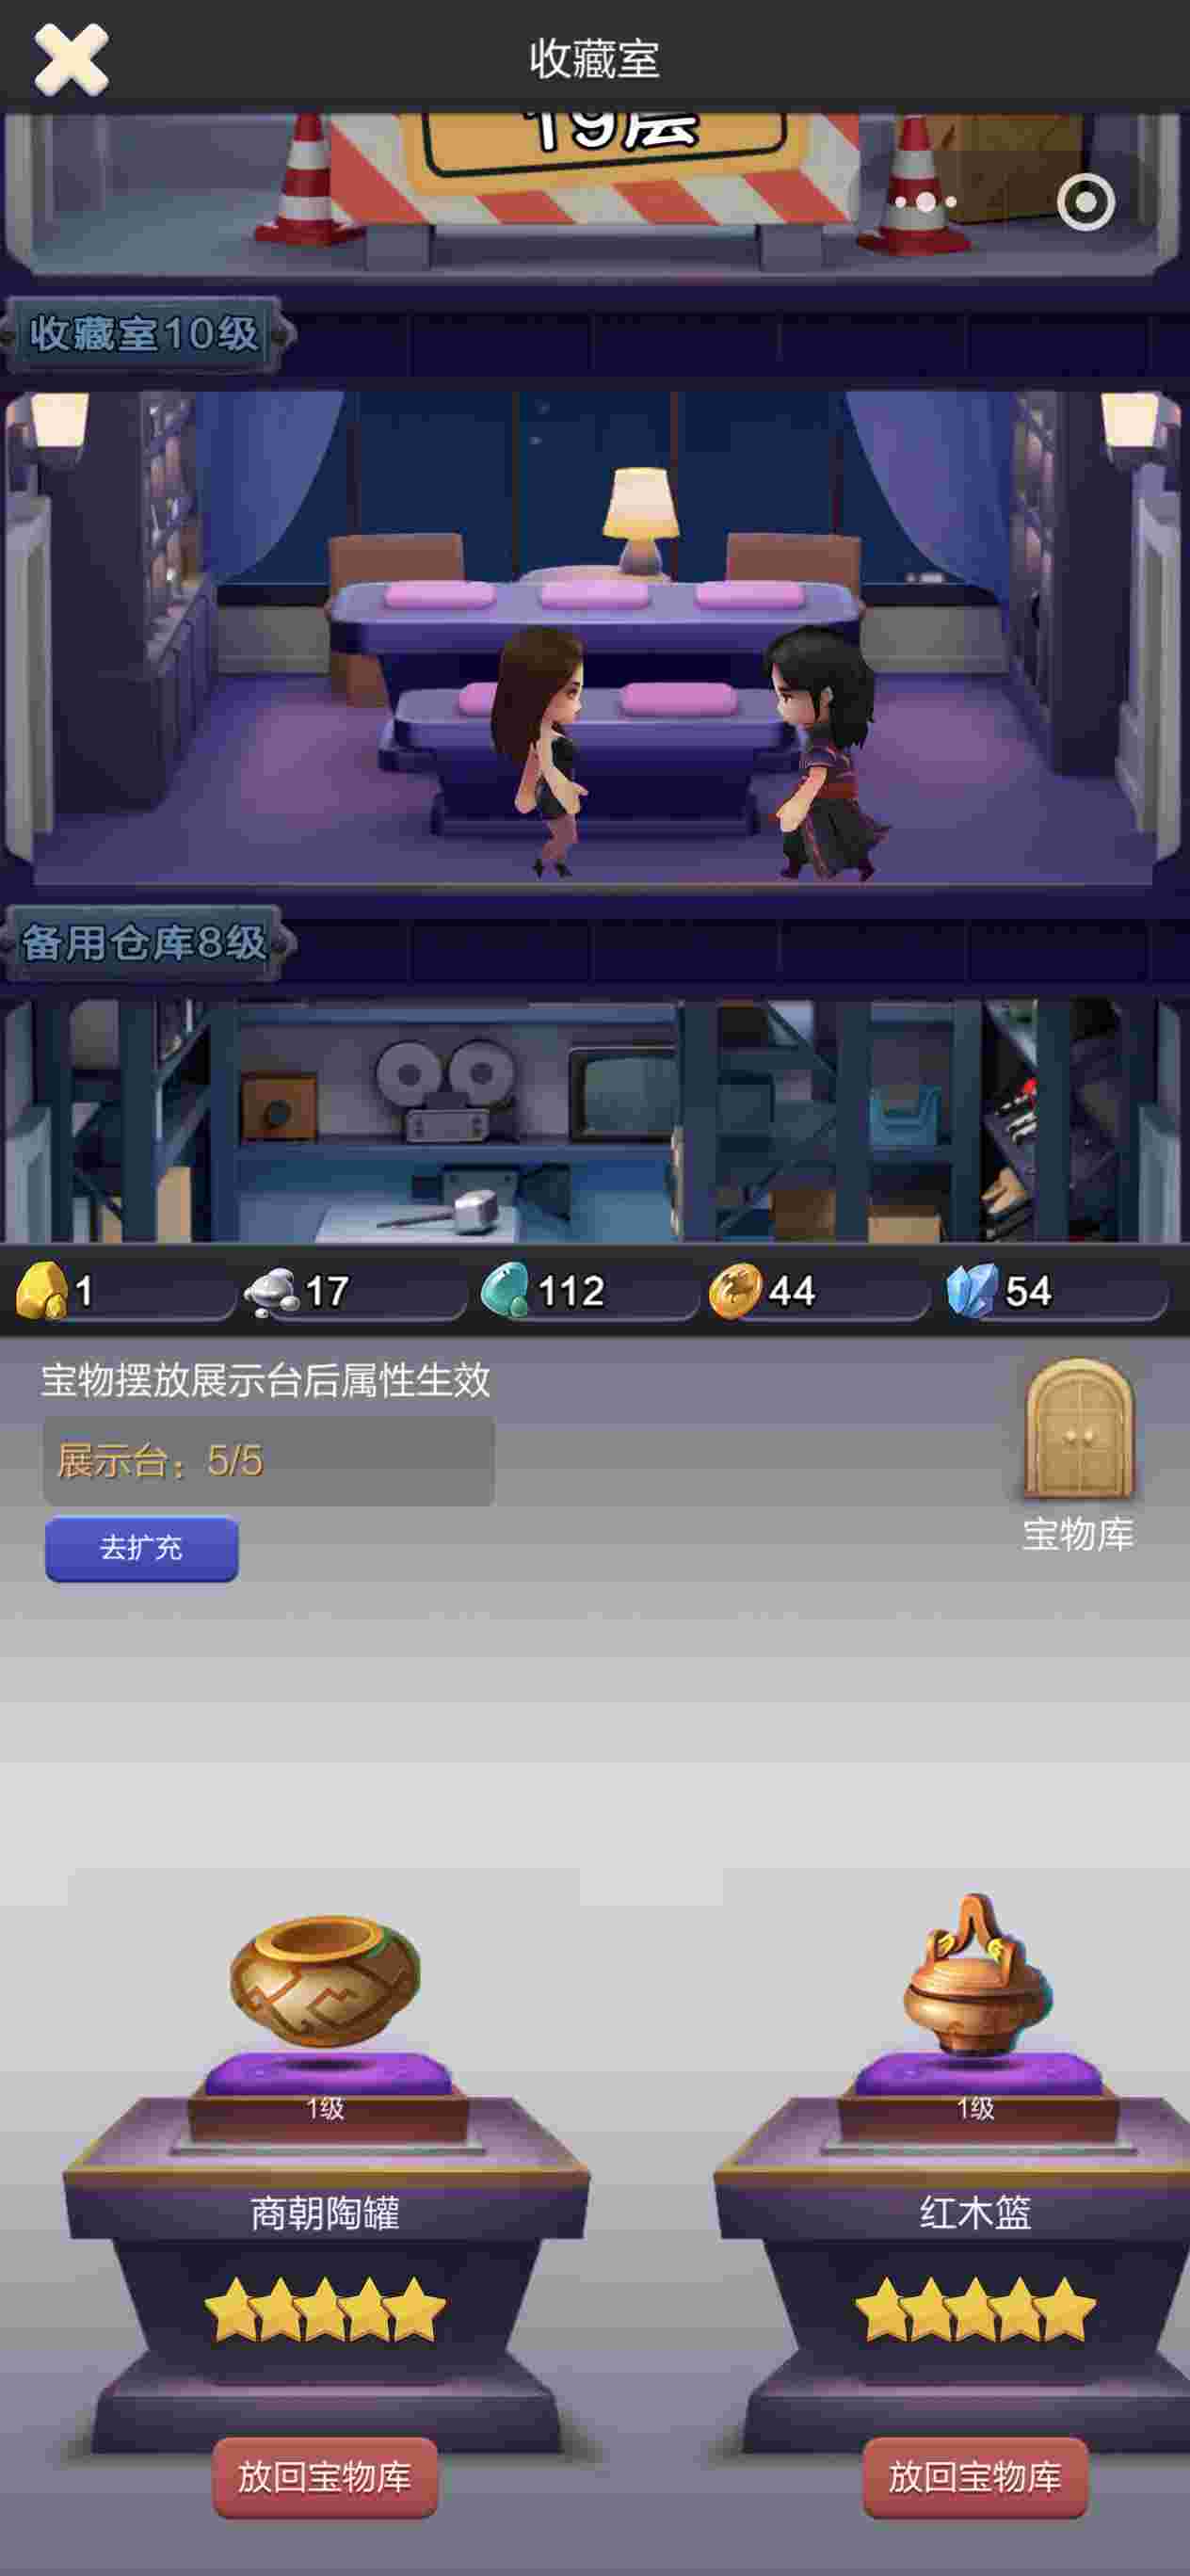 收藏室
19层
收藏室10级
备用仓库8级
1 17 112 44 54
宝物摆放展示台后属性生效
展示台：5/5
去扩充
宝物库
1级 1级
商朝陶罐 红木篮
放回宝物库 放回宝物库